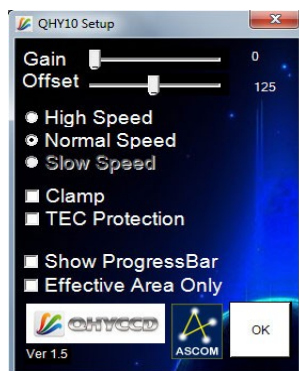 QHY10 Setup
Gain 0
Offset 125
High Speed
Normal Speed
Slow Speed
Clamp
TEC Protection
Show ProgressBar
Effective Area Only
QHYCCD
ASCOM
OK
Ver 1.5